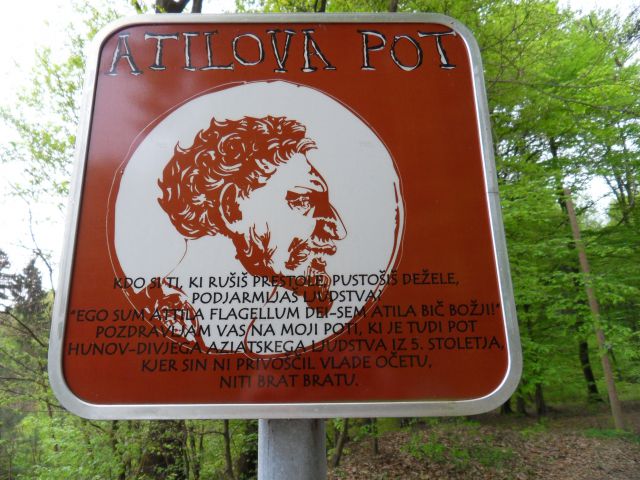 ATILOVA POT
KDO SI TI, KI RUŠIŠ PRESTOLE, PUSTOŠIŠ DEŽELE,
PODJARMLJAŠ LJUDSTVA?
"EGO SUM ATTILA FLAGELLUM DEI-SEM ATILA BIČ BOŽJI!"
POZDRAVLJAM VAS NA MOJI POTI, KI JE TUDI POT
HUNOV-DIVJEGA AZIATSKEGA LJUDSTVA IZ 5. STOLETJA,
KJER SIN NI PRIVOŠČIL VLADE OČETU,
NITI BRAT BRATU.